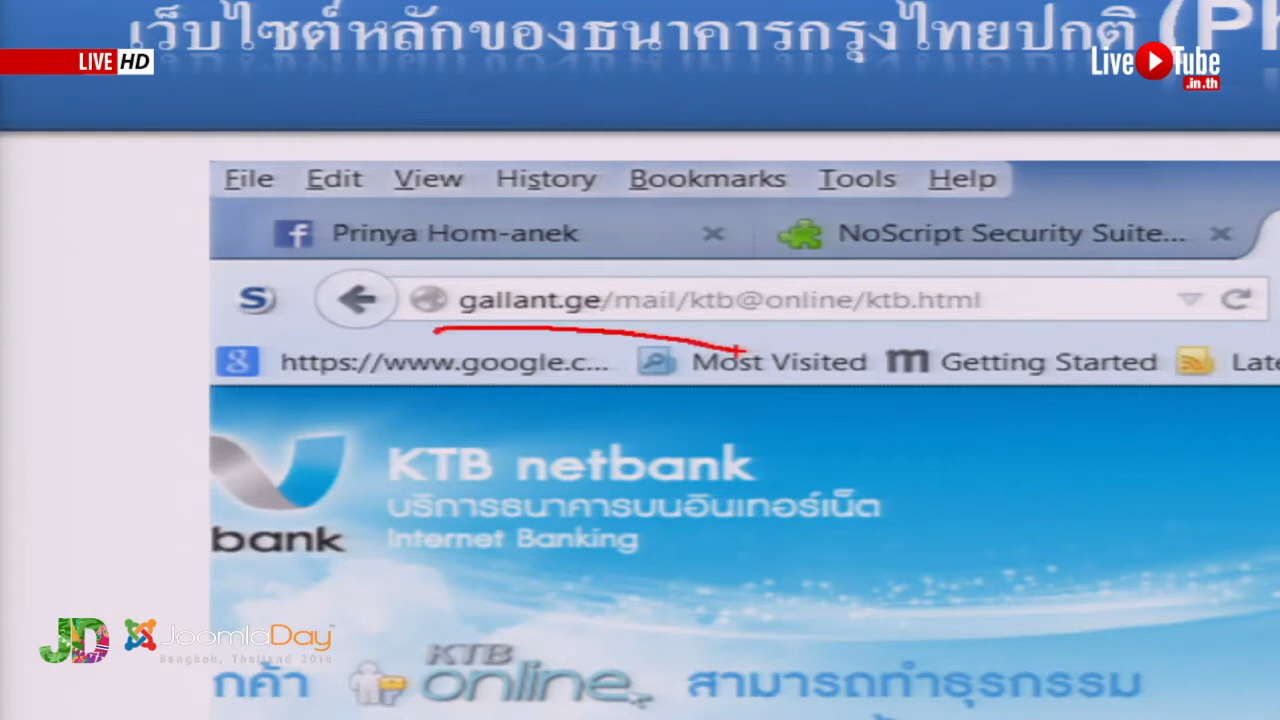 เว็บไซต์หลักของธนาคารกรุงไทยปกติ
LIVE HD
Live Tube
.in.th
File Edit View History Bookmarks Tools Help
Prinya Hom-anek
NoScript Security Suite...
gallant.ge/mail/ktb@online/ktb.html
https://www.google.c...
Most Visited
Getting Started
KTB netbank
บริการธนาคารบนอินเทอร์เน็ต
Internet Banking
bank
JD JoomlaDay
Bangkok, Thailand
KTB
online
กค้า
สามารถทำธุรกรรม